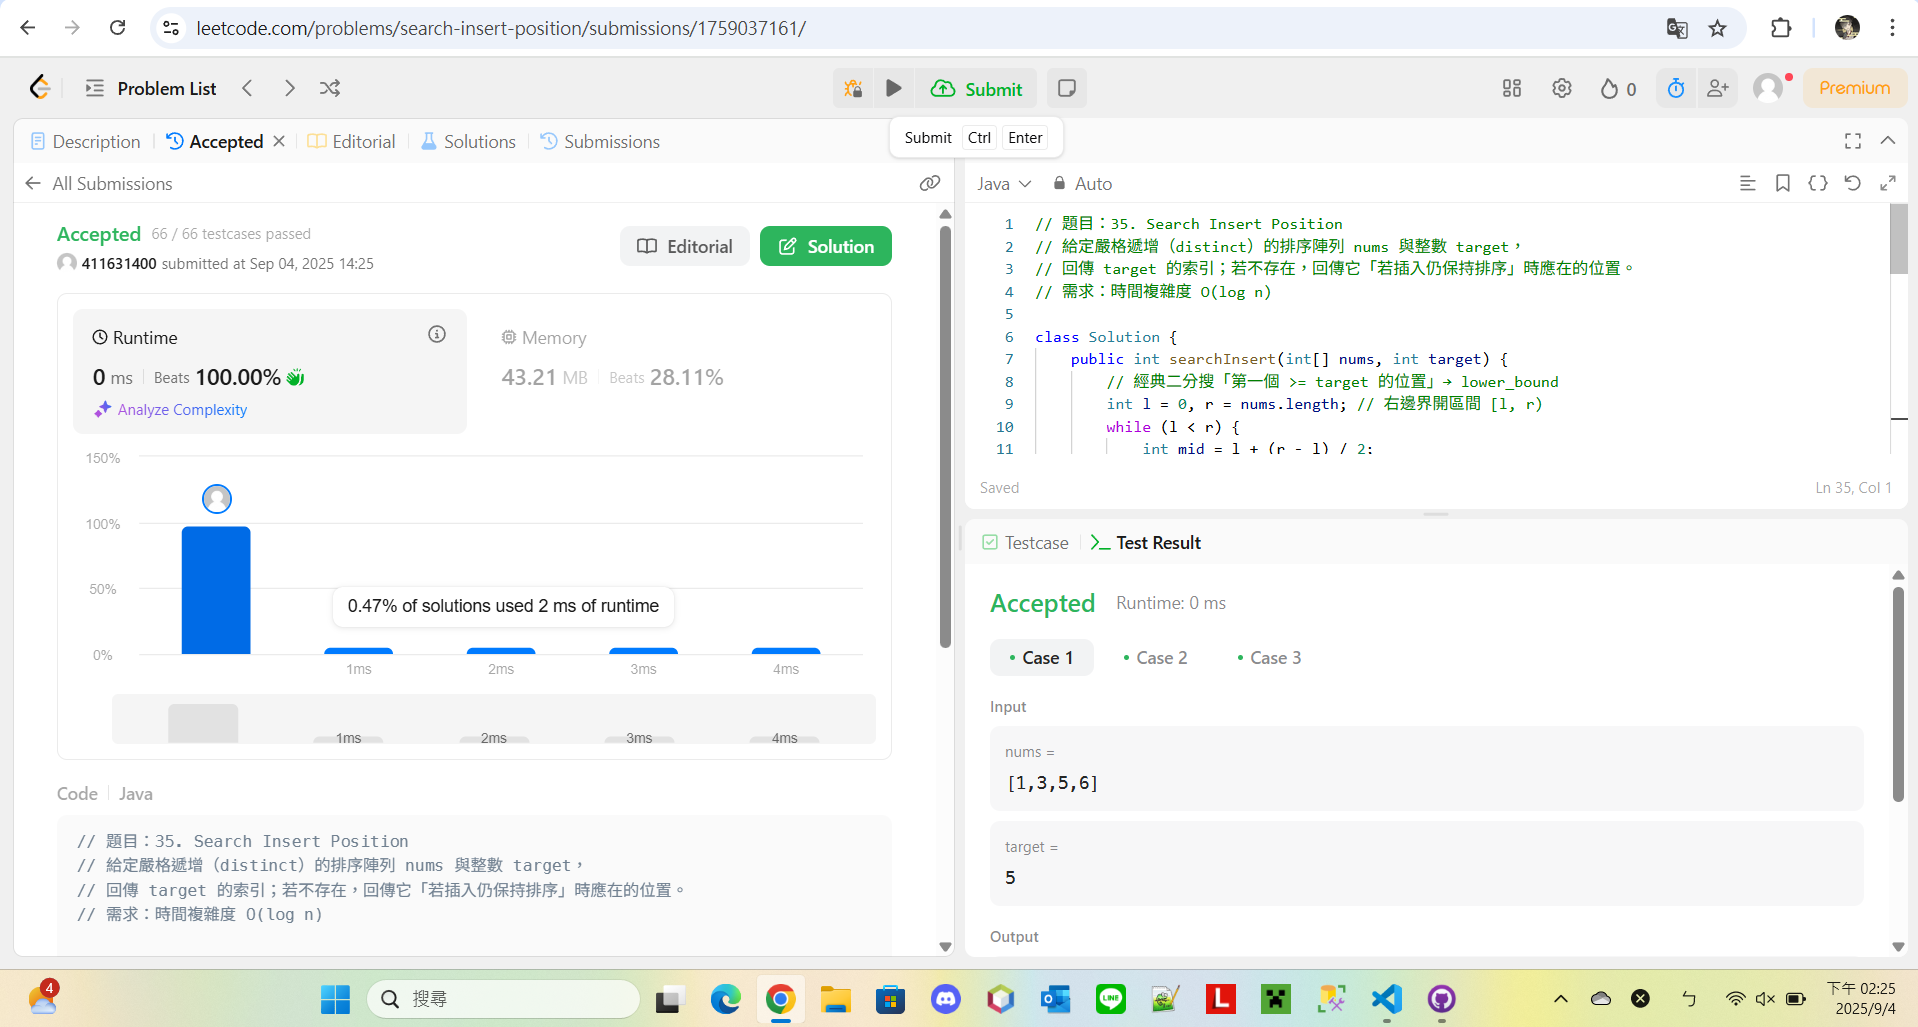 leetcode.com/problems/search-insert-position/submissions/1759037161/
Problem List
Submit
0
Premium
Description
Accepted
Editorial
Solutions
Submissions
Submit Ctrl Enter
All Submissions
Java
Auto
Accepted 66 / 66 testcases passed
411631400 submitted at Sep 04, 2025 14:25
Editorial
Solution
Runtime
0 ms Beats 100.00%
Analyze Complexity
Memory
43.21 MB Beats 28.11%
150%
100%
50%
0%
0.47% of solutions used 2 ms of runtime
1ms 2ms 3ms 4ms
1ms 2ms 3ms 4ms
Code Java
// 題目：35. Search Insert Position
// 給定嚴格遞增（distinct）的排序陣列 nums 與整數 target，
// 回傳 target 的索引；若不存在，回傳它「若插入仍保持排序」時應在的位置。
// 需求：時間複雜度 O(log n)
1 // 題目：35. Search Insert Position
2 // 給定嚴格遞增（distinct）的排序陣列 nums 與整數 target，
3 // 回傳 target 的索引；若不存在，回傳它「若插入仍保持排序」時應在的位置。
4 // 需求：時間複雜度 O(log n)
5
6 class Solution {
7 public int searchInsert(int[] nums, int target) {
8 // 經典二分搜「第一個 >= target 的位置」→ lower_bound
9 int l = 0, r = nums.length; // 右邊界開區間 [l, r)
10 while (l < r) {
11 int mid = l + (r - l) / 2;
Saved
Ln 35, Col 1
Testcase
Test Result
Accepted Runtime: 0 ms
Case 1
Case 2
Case 3
Input
nums =
[1,3,5,6]
target =
5
Output
4
搜尋
LINE
L
ㄅ
下午 02:25
2025/9/4